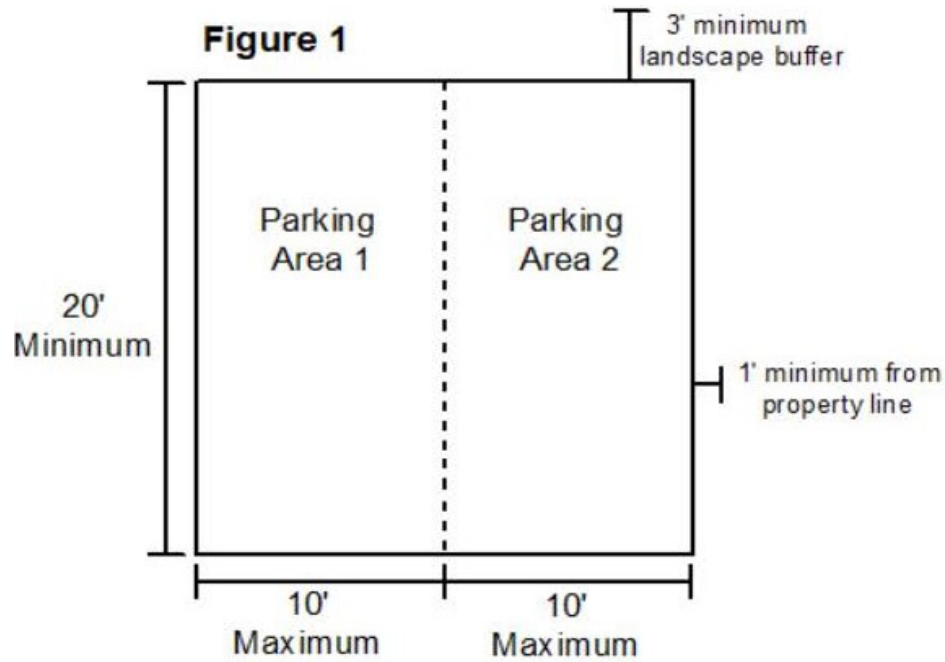 Figure 1
3' minimum
landscape buffer
Parking
Area 1
Parking
Area 2
20'
Minimum
1' minimum from
property line
10'
Maximum
10'
Maximum